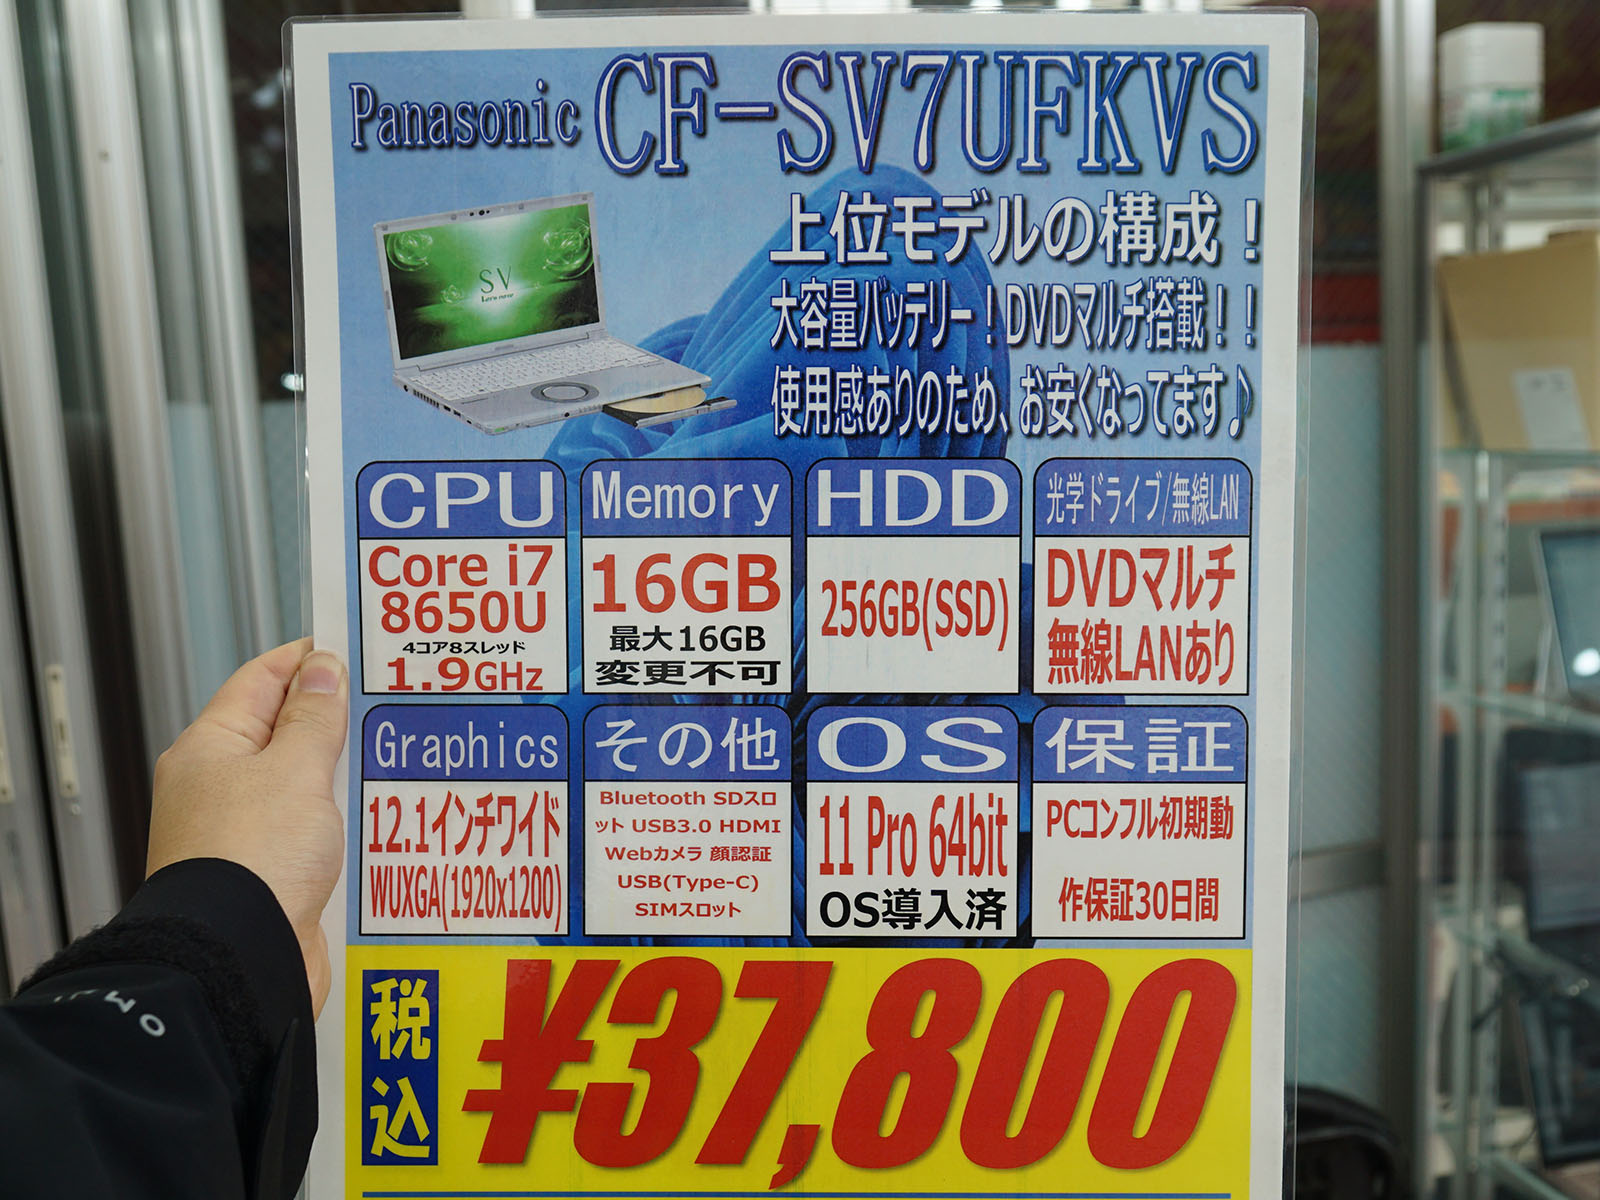 Panasonic CF-SV7UFKVS
上位モデルの構成！
大容量バッテリー！DVDマルチ搭載！！
使用感ありのため、お安くなってます♪
SV
Let's note
CPU
Core i7
8650U
4コア8スレッド
1.9GHz
Memory
16GB
最大16GB
変更不可
HDD
256GB(SSD)
光学ドライブ/無線LAN
DVDマルチ
無線LANあり
Graphics
12.1インチワイド
WUXGA(1920x1200)
その他
Bluetooth SDスロ
ット USB3.0 HDMI
Webカメラ 顔認証
USB(Type-C)
SIMスロット
OS
11 Pro 64bit
OS導入済
保証
PCコンフル初期動
作保証30日間
税込
¥37,800